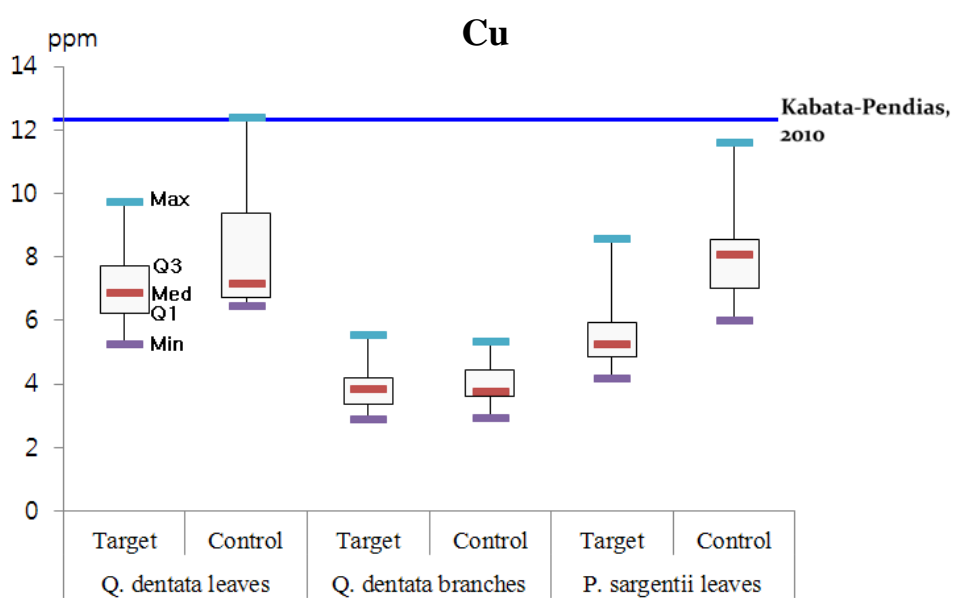 Cu
ppm
14
12
10
8
6
4
2
0
Kabata-Pendias,
2010
Max
Q3
Med
Q1
Min
Target Control Target Control Target Control
Q. dentata leaves Q. dentata branches P. sargentii leaves